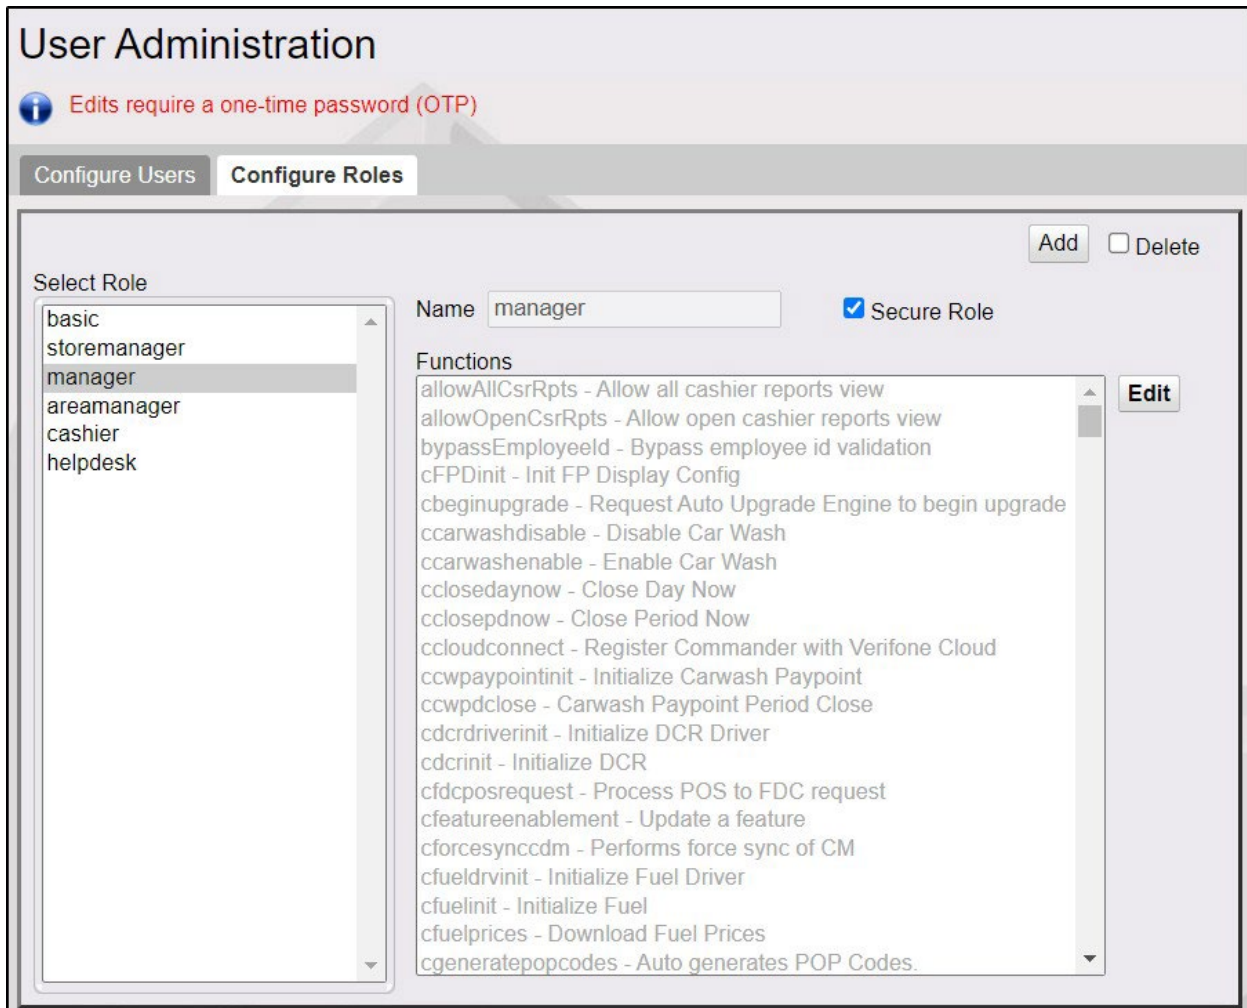 User Administration
Edits require a one-time password (OTP)
Configure Users Configure Roles
Add Delete
Select Role
basic
storemanager
manager
areamanager
cashier
helpdesk
Name manager Secure Role
Functions
allowAllCsrRpts - Allow all cashier reports view
allowOpenCsrRpts - Allow open cashier reports view
bypassEmployeeId - Bypass employee id validation
cFPDinit - Init FP Display Config
cbeginupgrade - Request Auto Upgrade Engine to begin upgrade
ccarwashdisable - Disable Car Wash
ccarwashenable - Enable Car Wash
cclosedaynow - Close Day Now
cclosepdnow - Close Period Now
ccloudconnect - Register Commander with Verifone Cloud
ccwpaypointinit - Initialize Carwash Paypoint
ccwpdclose - Carwash Paypoint Period Close
cdcrdriverinit - Initialize DCR Driver
cdcrinit - Initialize DCR
cfdcposrequest - Process POS to FDC request
cfeatureenablement - Update a feature
cforcesynccdm - Performs force sync of CM
cfueldrvinit - Initialize Fuel Driver
cfuelinit - Initialize Fuel
cfuelprices - Download Fuel Prices
cgeneratepopcodes - Auto generates POP Codes.
Edit